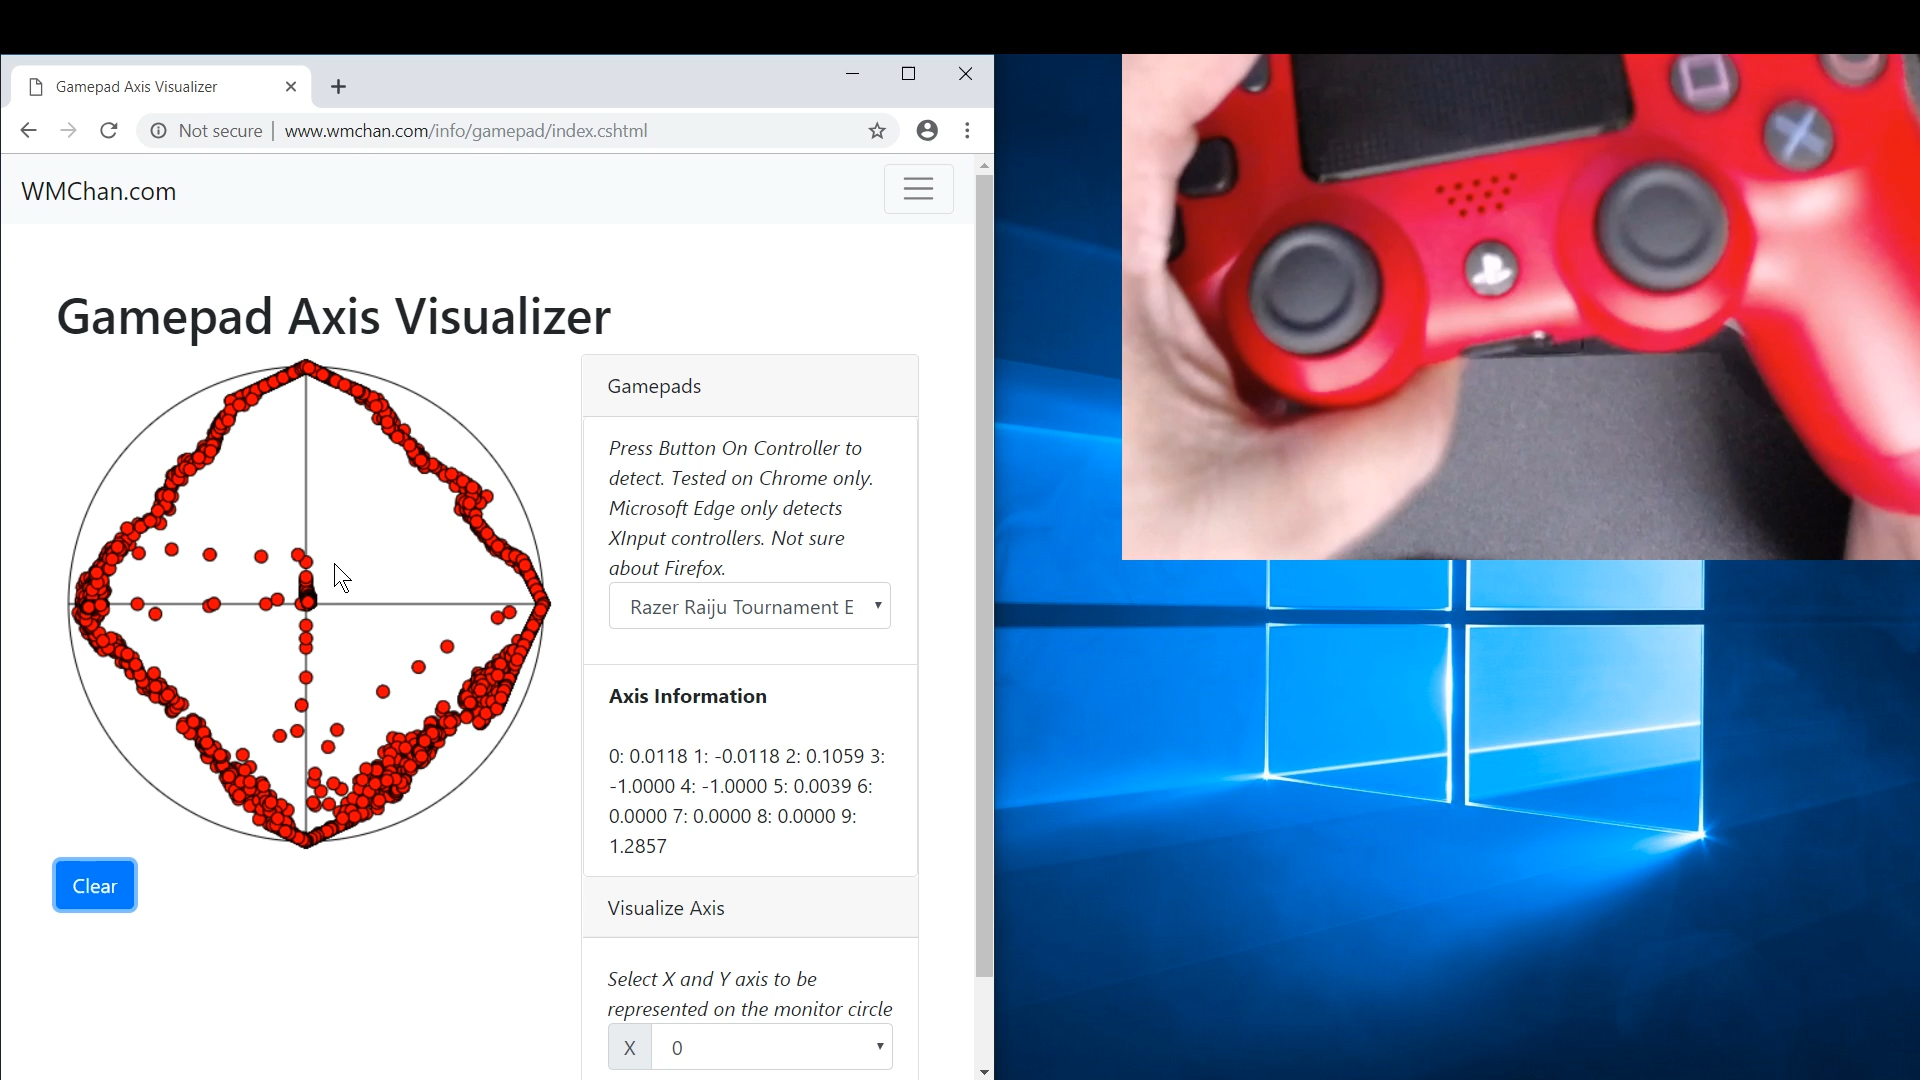 Gamepad Axis Visualizer
Not secure
www.wmchan.com/info/gamepad/index.cshtml
WMChan.com
Gamepad Axis Visualizer
Gamepads
Press Button On Controller to
detect. Tested on Chrome only.
Microsoft Edge only detects
XInput controllers. Not sure
about Firefox.
Razer Raiju Tournament E
Axis Information
0: 0.0118 1: -0.0118 2: 0.1059 3:
-1.0000 4: -1.0000 5: 0.0039 6:
0.0000 7: 0.0000 8: 0.0000 9:
1.2857
Clear
Visualize Axis
Select X and Y axis to be
represented on the monitor circle
X 0